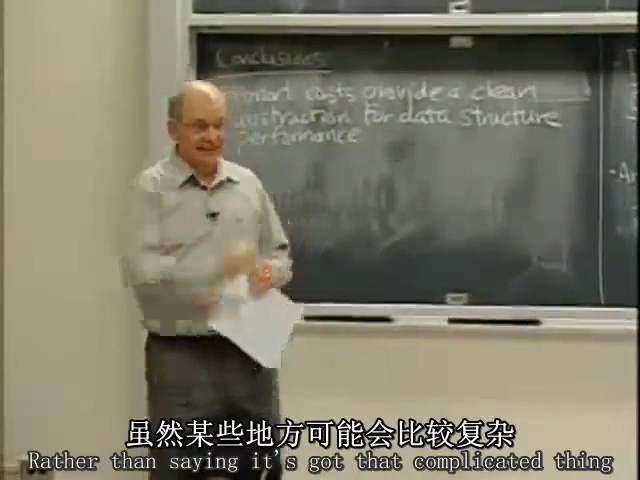 Conclusions
Amort costs provide a clean
abstraction for data structure
performance
虽然某些地方可能会比较复杂
Rather than saying it's got that complicated thing